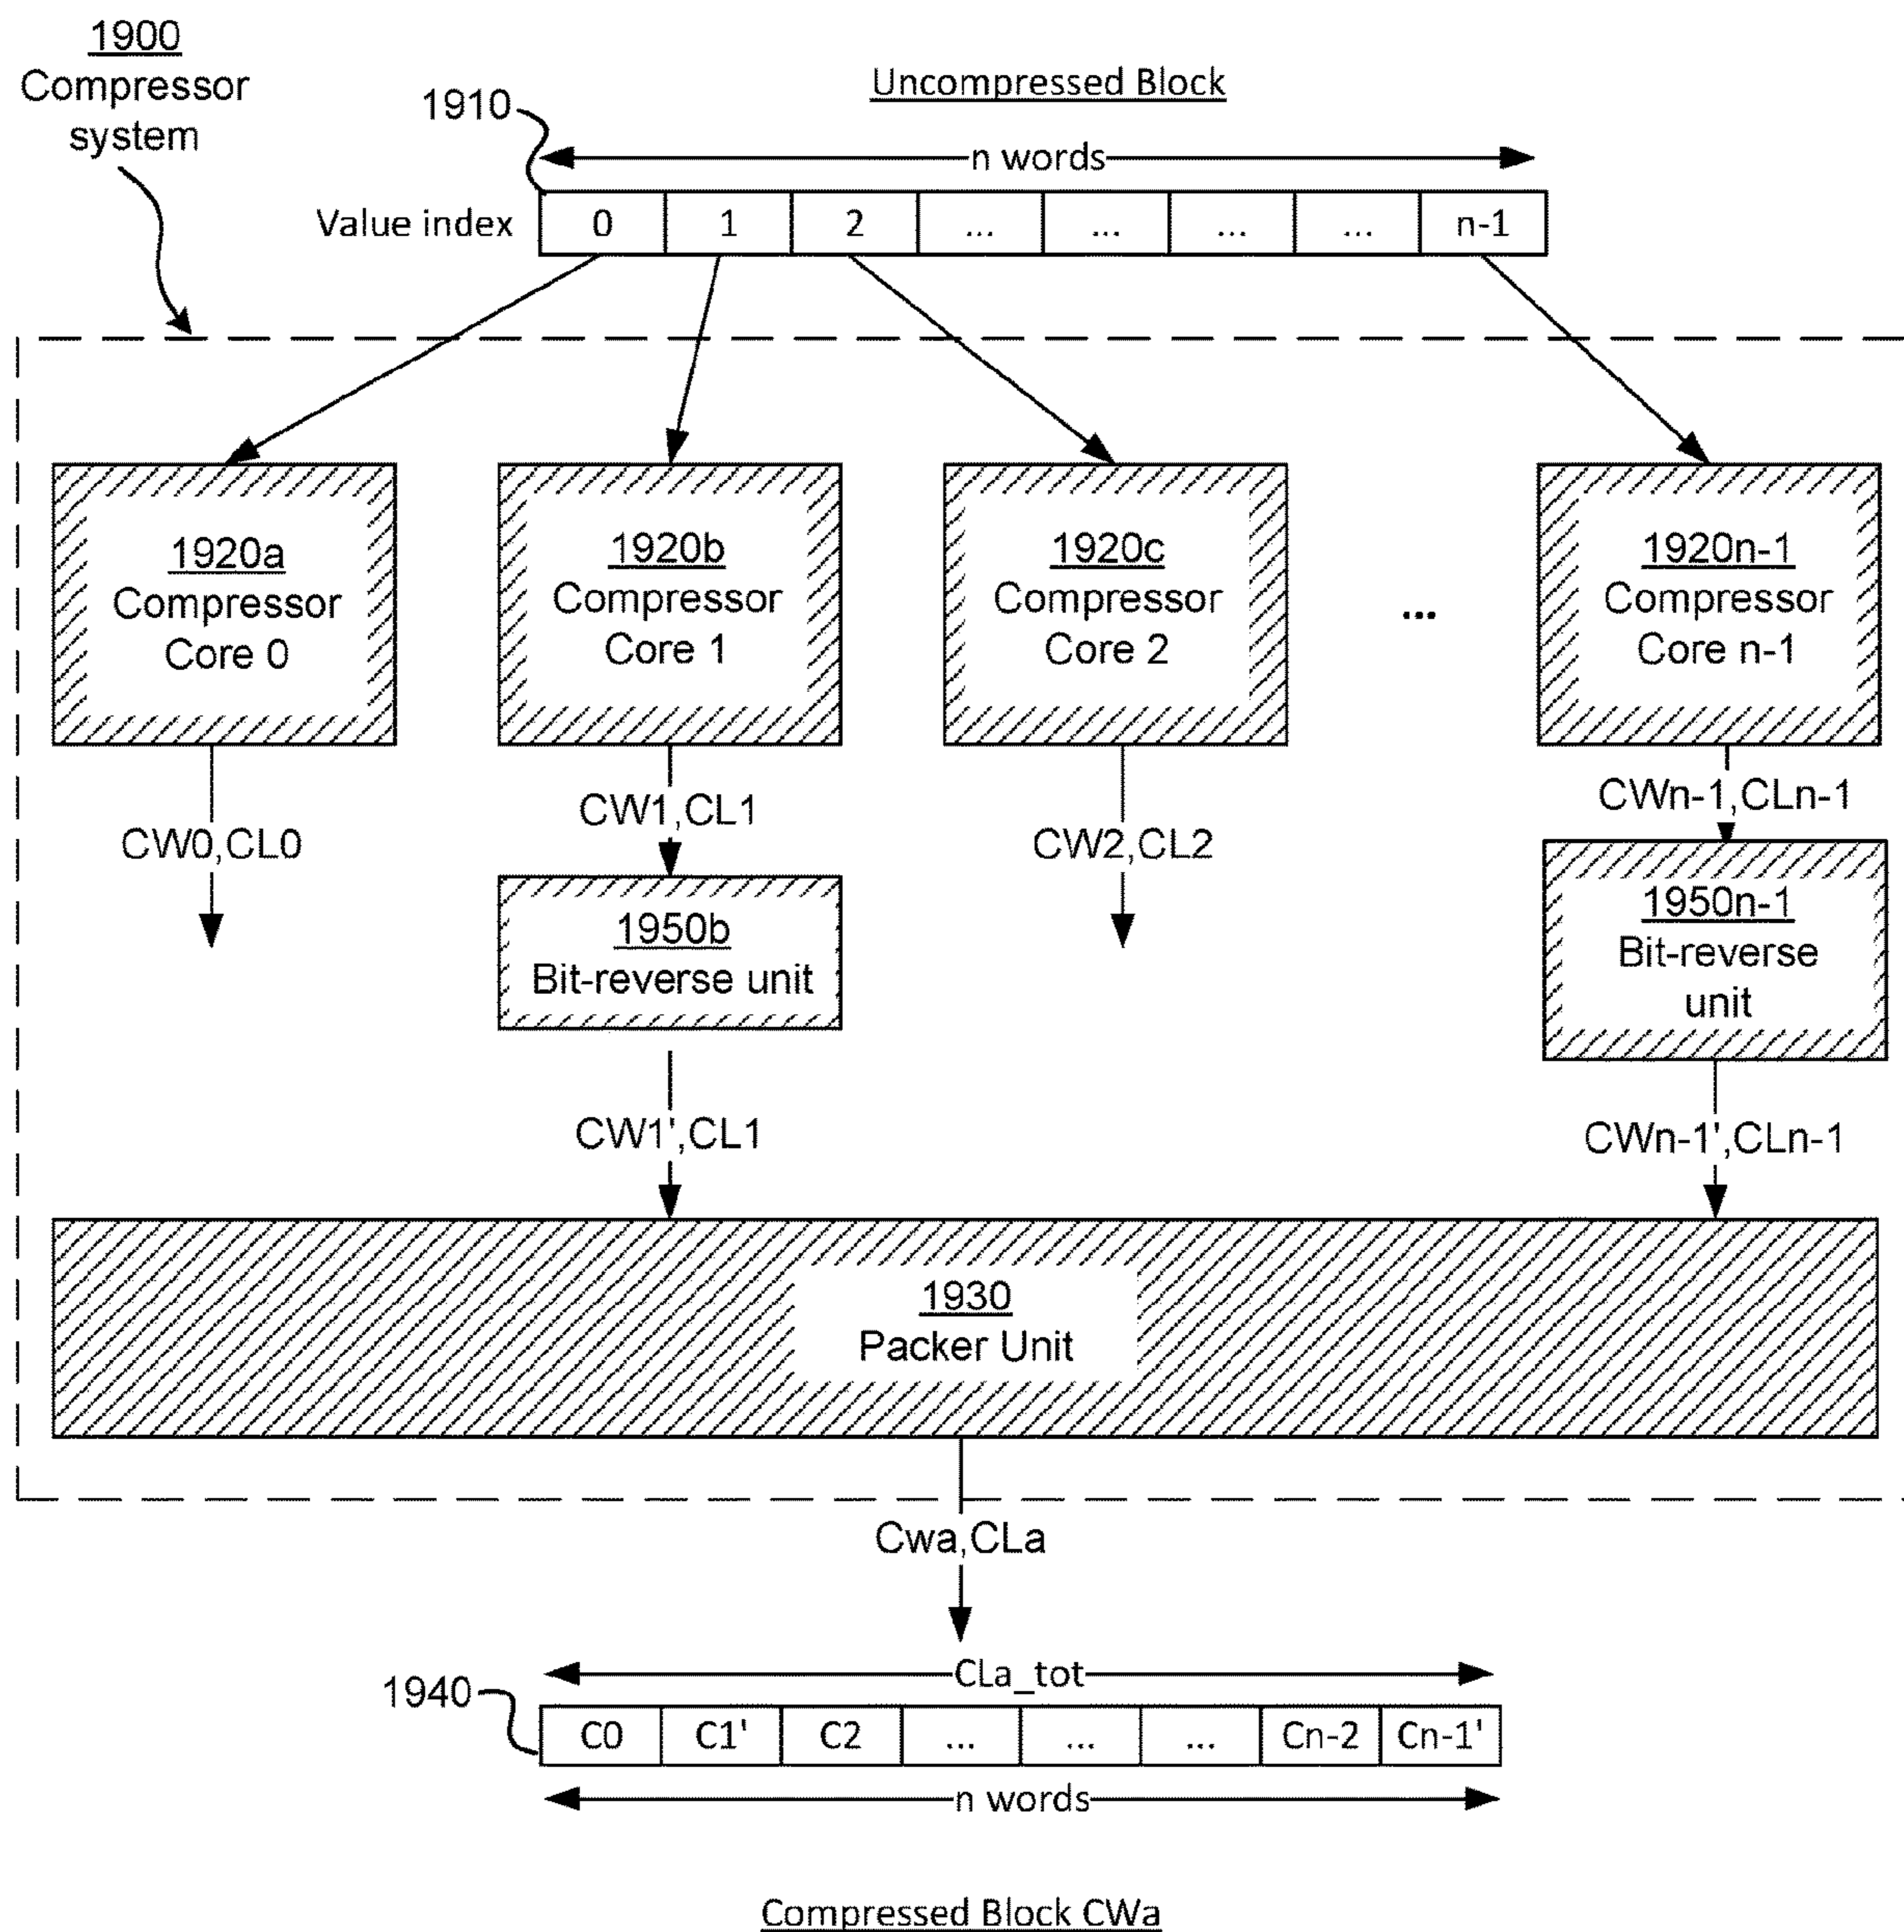 1900
Compressor
system
Uncompressed Block
1910
n words
Value index 0 1 2 ... ... ... ... n-1
1920a
Compressor
Core 0
1920b
Compressor
Core 1
1920c
Compressor
Core 2
...
1920n-1
Compressor
Core n-1
CW0,CL0
CW1,CL1
CW2,CL2
CWn-1,CLn-1
1950b
Bit-reverse unit
1950n-1
Bit-reverse
unit
CW1',CL1
CWn-1',CLn-1
1930
Packer Unit
Cwa,CLa
CLa_tot
1940
C0 C1' C2 ... ... ... Cn-2 Cn-1'
n words
Compressed Block CWa